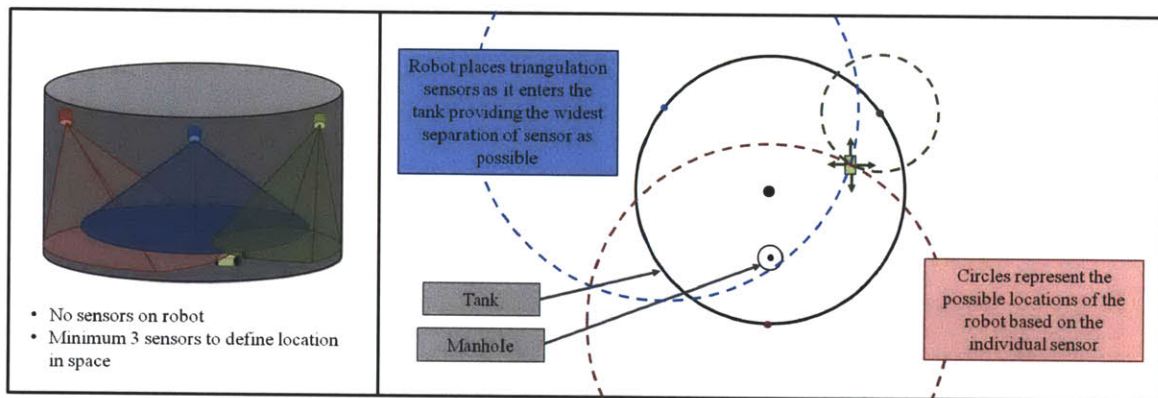 • No sensors on robot
• Minimum 3 sensors to define location
in space
Robot places triangulation
sensors as it enters the
tank providing the widest
separation of sensor as
possible
Tank
Manhole
Circles represent the
possible locations of the
robot based on the
individual sensor